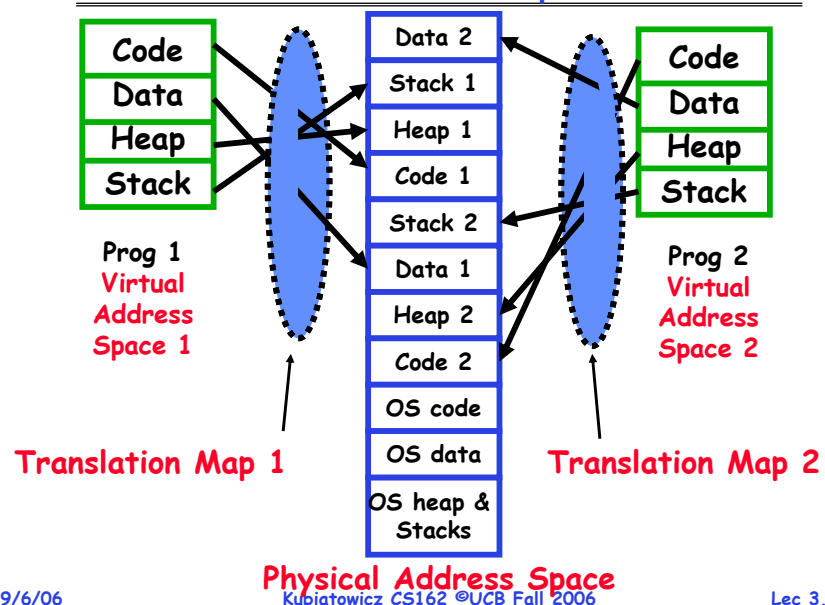 Code
Data
Heap
Stack
Prog 1
Virtual
Address
Space 1
Data 2
Stack 1
Heap 1
Code 1
Stack 2
Data 1
Heap 2
Code 2
OS code
OS data
OS heap &
Stacks
Code
Data
Heap
Stack
Prog 2
Virtual
Address
Space 2
Translation Map 1
Translation Map 2
Physical Address Space
9/6/06
Kubiatowicz CS162 ©UCB Fall 2006
Lec 3.